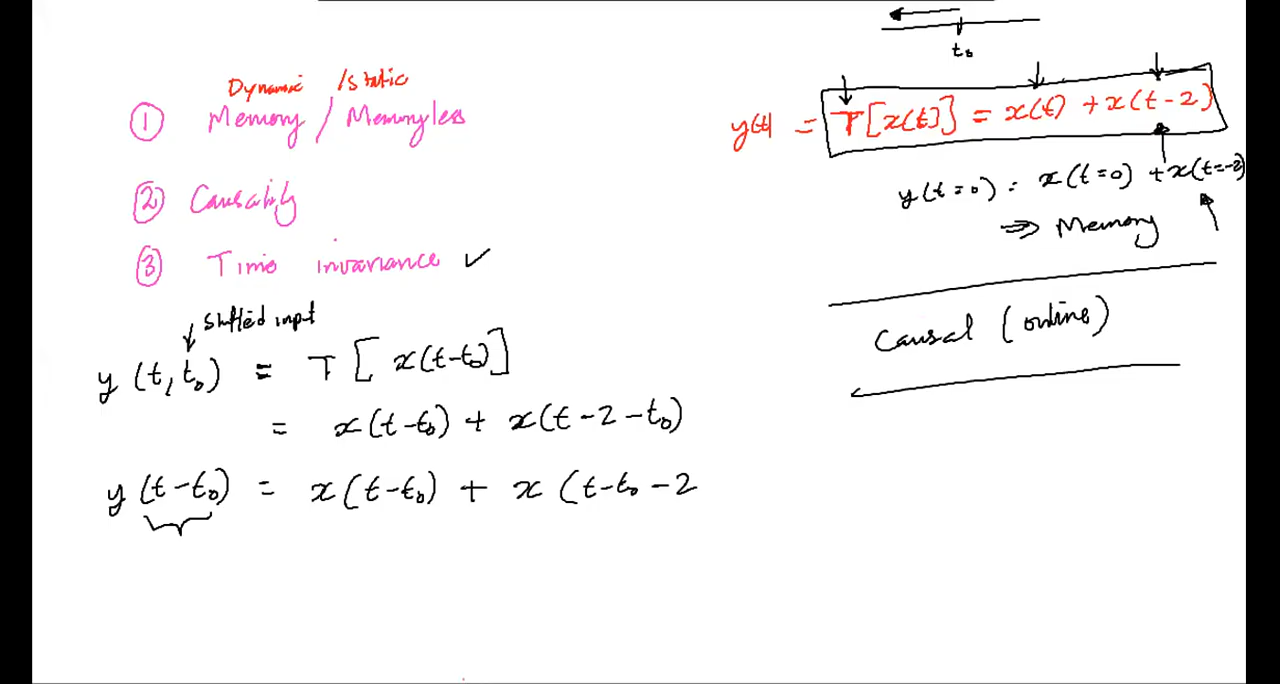 Dynamic /static
① Memory / Memoryless
② Causality
③ Time invariance ✓
shifted input
y (t, t₀) = T [ x(t-t₀) ]
= x(t-t₀) + x(t-2-t₀)
y (t-t₀) = x(t-t₀) + x (t-t₀-2
t₀
y(t) = T[x(t)] = x(t) + x(t-2)
y(t=0) = x(t=0) + x(t=-2)
⇒ Memory
Causal (online)